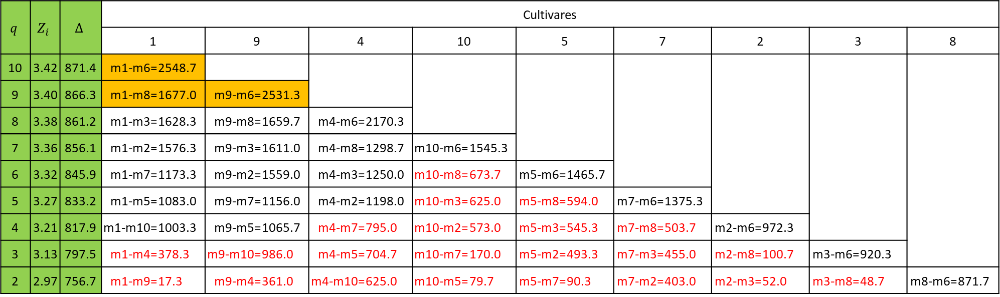 q Zᵢ Δ Cultivares
1 9 4 10 5 7 2 3 8
10 3.42 871.4 m1-m6=2548.7
9 3.40 866.3 m1-m8=1677.0 m9-m6=2531.3
8 3.38 861.2 m1-m3=1628.3 m9-m8=1659.7 m4-m6=2170.3
7 3.36 856.1 m1-m2=1576.3 m9-m3=1611.0 m4-m8=1298.7 m10-m6=1545.3
6 3.32 845.9 m1-m7=1173.3 m9-m2=1559.0 m4-m3=1250.0 m10-m8=673.7 m5-m6=1465.7
5 3.27 833.2 m1-m5=1083.0 m9-m7=1156.0 m4-m2=1198.0 m10-m3=625.0 m5-m8=594.0 m7-m6=1375.3
4 3.21 817.9 m1-m10=1003.3 m9-m5=1065.7 m4-m7=795.0 m10-m2=573.0 m5-m3=545.3 m7-m8=503.7 m2-m6=972.3
3 3.13 797.5 m1-m4=378.3 m9-m10=986.0 m4-m5=704.7 m10-m7=170.0 m5-m2=493.3 m7-m3=455.0 m2-m8=100.7 m3-m6=920.3
2 2.97 756.7 m1-m9=17.3 m9-m4=361.0 m4-m10=625.0 m10-m5=79.7 m5-m7=90.3 m7-m2=403.0 m2-m3=52.0 m3-m8=48.7 m8-m6=871.7